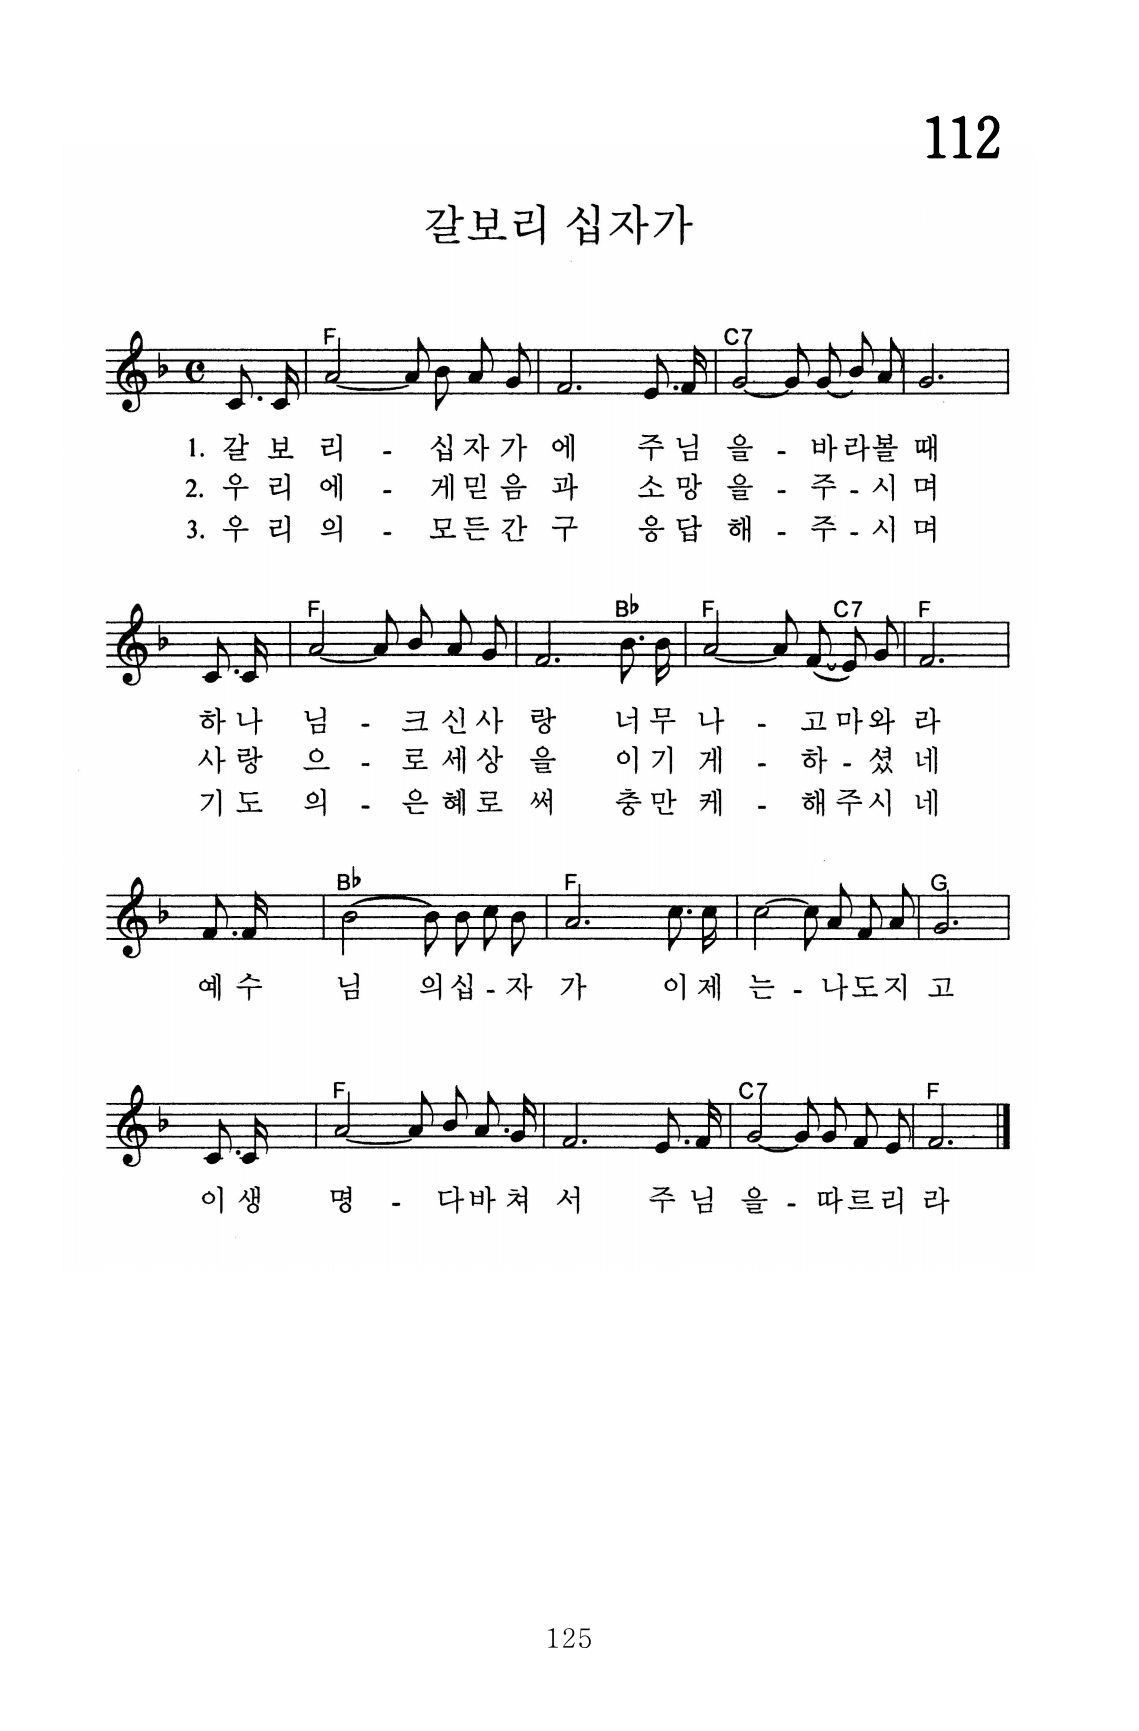 112
갈보리 십자가
F C7
1. 갈 보 리 - 십자가 에 주님 을 - 바라볼 때
2. 우 리 에 - 게믿음 과 소망 을 - 주 - 시 며
3. 우 리 의 - 모든간 구 응답 해 - 주 - 시 며
F B♭ F C7 F
하나 님 - 크신사 랑 너무 나 - 고마와 라
사랑 으 - 로세상 을 이기 게 - 하 - 셨 네
기도 의 - 은혜로 써 충만 케 - 해주시 네
B♭ F G
예수 님 의십 - 자 가 이제 는 - 나도지 고
F C7 F
이생 명 - 다바쳐 서 주님 을 - 따르리 라
125